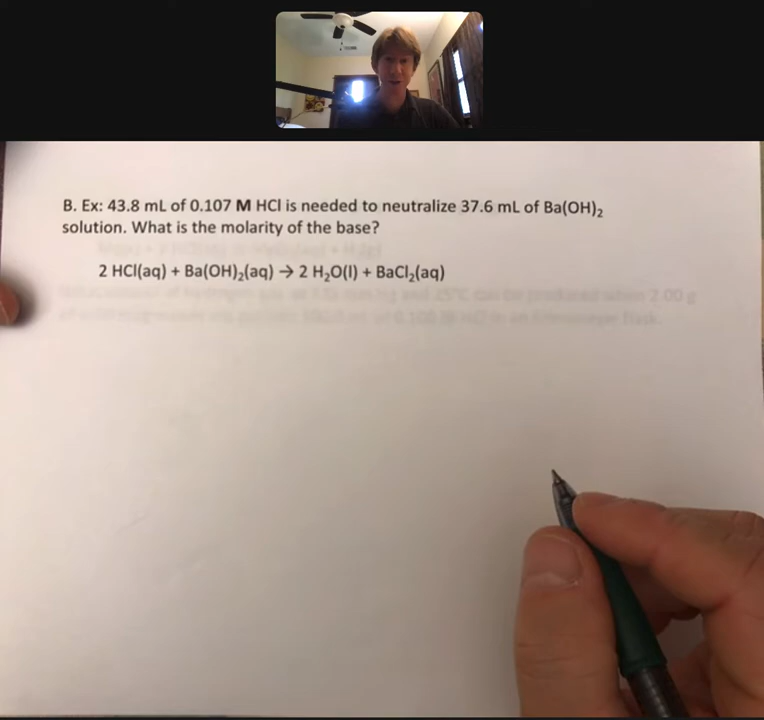 B. Ex: 43.8 mL of 0.107 M HCl is needed to neutralize 37.6 mL of Ba(OH)₂
solution. What is the molarity of the base?
2 HCl(aq) + Ba(OH)₂(aq) → 2 H₂O(l) + BaCl₂(aq)